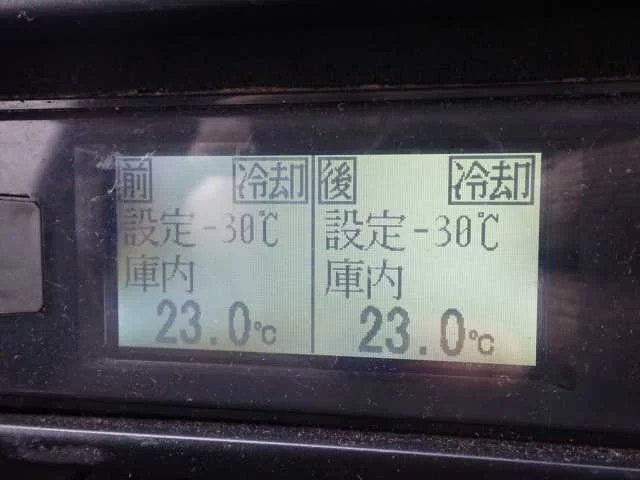 前 冷却
設定-30℃
庫内
23.0℃
後 冷却
設定-30℃
庫内
23.0℃